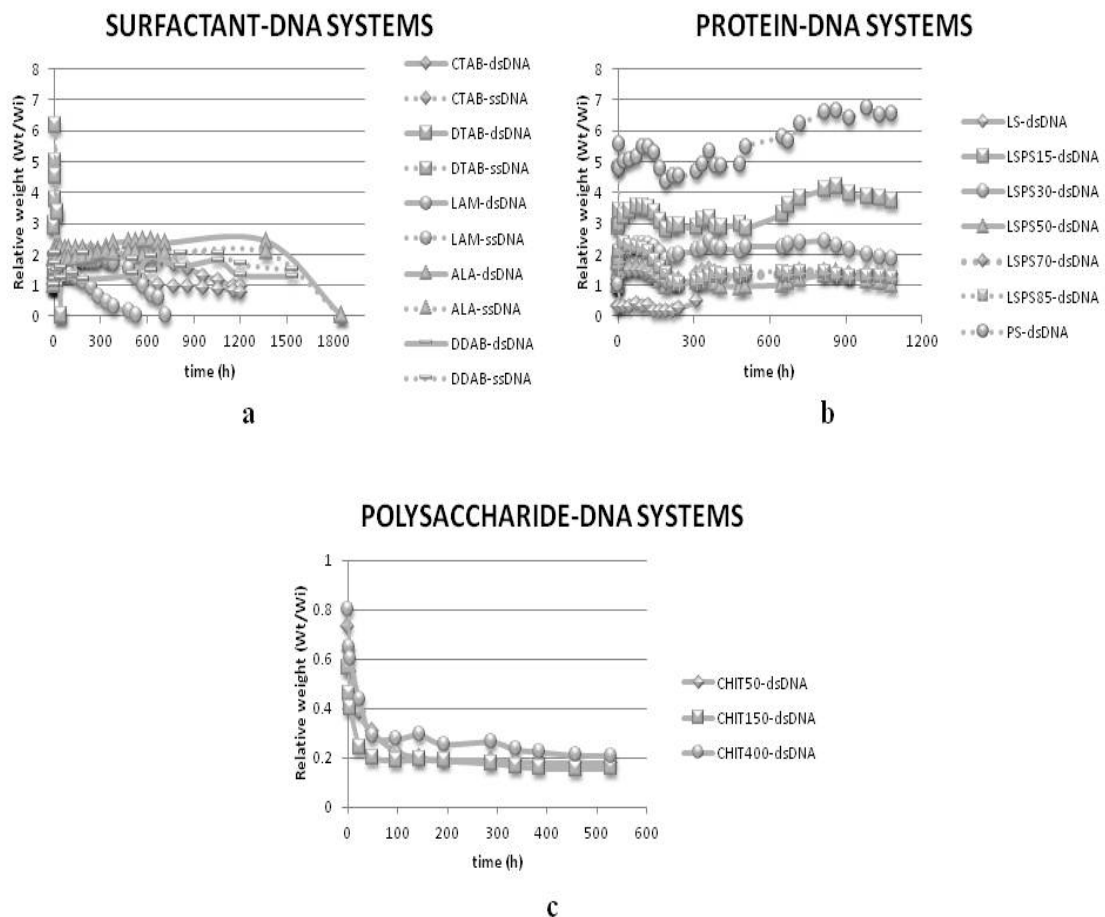 SURFACTANT-DNA SYSTEMS
Relative weight (Wt/Wi)
8
7
6
5
4
3
2
1
0
0 300 600 900 1200 1500 1800
time (h)
CTAB-dsDNA
CTAB-ssDNA
DTAB-dsDNA
DTAB-ssDNA
LAM-dsDNA
LAM-ssDNA
ALA-dsDNA
ALA-ssDNA
DDAB-dsDNA
DDAB-ssDNA
a
PROTEIN-DNA SYSTEMS
Relative weight (Wt/Wi)
8
7
6
5
4
3
2
1
0
0 300 600 900 1200
time (h)
LS-dsDNA
LSPS15-dsDNA
LSPS30-dsDNA
LSPS50-dsDNA
LSPS70-dsDNA
LSPS85-dsDNA
PS-dsDNA
b
POLYSACCHARIDE-DNA SYSTEMS
Relative weight (Wt/Wi)
1
0.8
0.6
0.4
0.2
0
0 100 200 300 400 500 600
time (h)
CHIT50-dsDNA
CHIT150-dsDNA
CHIT400-dsDNA
c